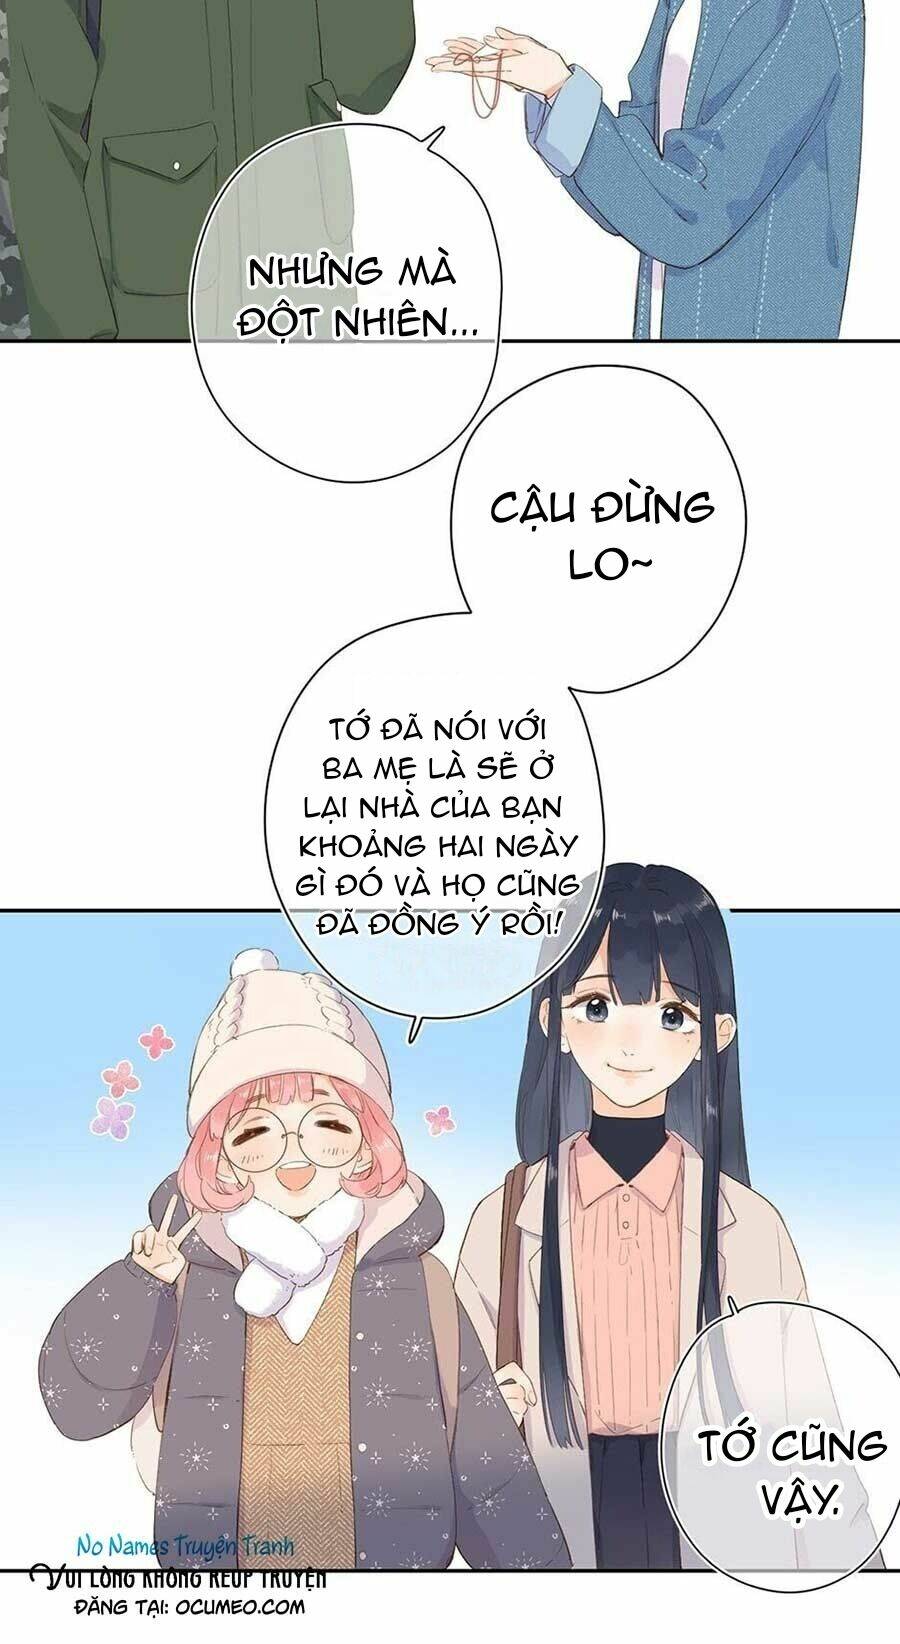 NHƯNG MÀ
ĐỘT NHIÊN...
CẬU ĐỪNG
LO~
TỚ ĐÃ NÓI VỚI
BA MẸ LÀ SẼ Ở
LẠI NHÀ CỦA BẠN
KHOẢNG HAI NGÀY
GÌ ĐÓ VÀ HỌ CŨNG
ĐÃ ĐỒNG Ý RỒI!
TỚ CŨNG
VẬY.
No Names Truyện Tranh
VUI LÒNG KHÔNG REUP TRUYỆN
ĐĂNG TẠI: OCUMEO.COM